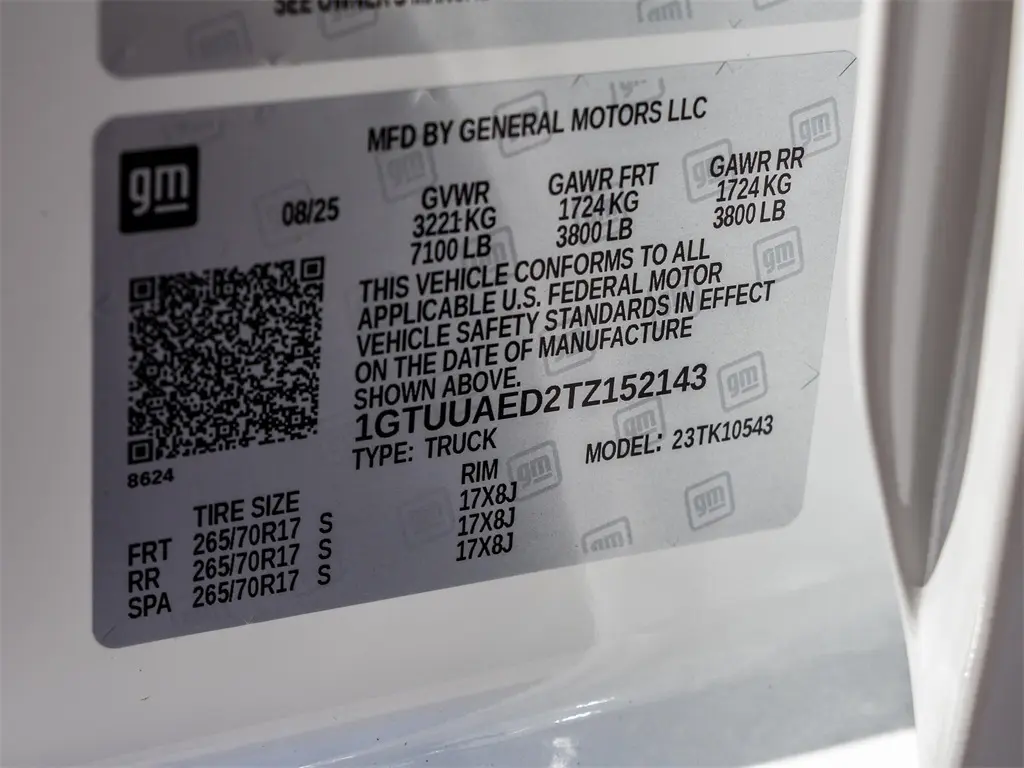 SEE OWNER'S MANUAL
MFD BY GENERAL MOTORS LLC
gm
08/25
GVWR
3221 KG
7100 LB
GAWR FRT
1724 KG
3800 LB
GAWR RR
1724 KG
3800 LB
THIS VEHICLE CONFORMS TO ALL
APPLICABLE U.S. FEDERAL MOTOR
VEHICLE SAFETY STANDARDS IN EFFECT
ON THE DATE OF MANUFACTURE
SHOWN ABOVE.
1GTUUAED2TZ152143
TYPE: TRUCK
MODEL: 23TK10543
8624
TIRE SIZE
RIM
FRT 265/70R17 S 17X8J
RR 265/70R17 S 17X8J
SPA 265/70R17 S 17X8J